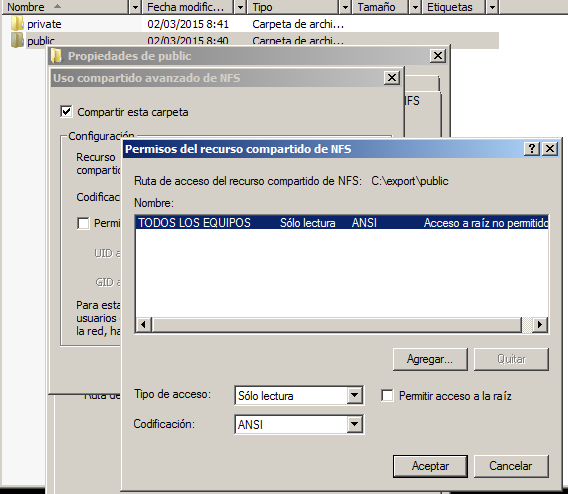 Nombre Fecha modific... Tipo Tamaño Etiquetas
private 02/03/2015 8:41 Carpeta de archi...
public 02/03/2015 8:40 Carpeta de archi...
Propiedades de public
Uso compartido avanzado de NFS
NFS
Compartir esta carpeta
Configuración
Recurso
compartic
Codificac
Permi
UID a
GID a
Para esta
usuarios
la red, ha
Ruta de
Permisos del recurso compartido de NFS
Ruta de acceso del recurso compartido de NFS: C:\export\public
Nombre:
TODOS LOS EQUIPOS Sólo lectura ANSI Acceso a raíz no permitido
Agregar... Quitar
Tipo de acceso: Sólo lectura Permitir acceso a la raíz
Codificación: ANSI
Aceptar Cancelar